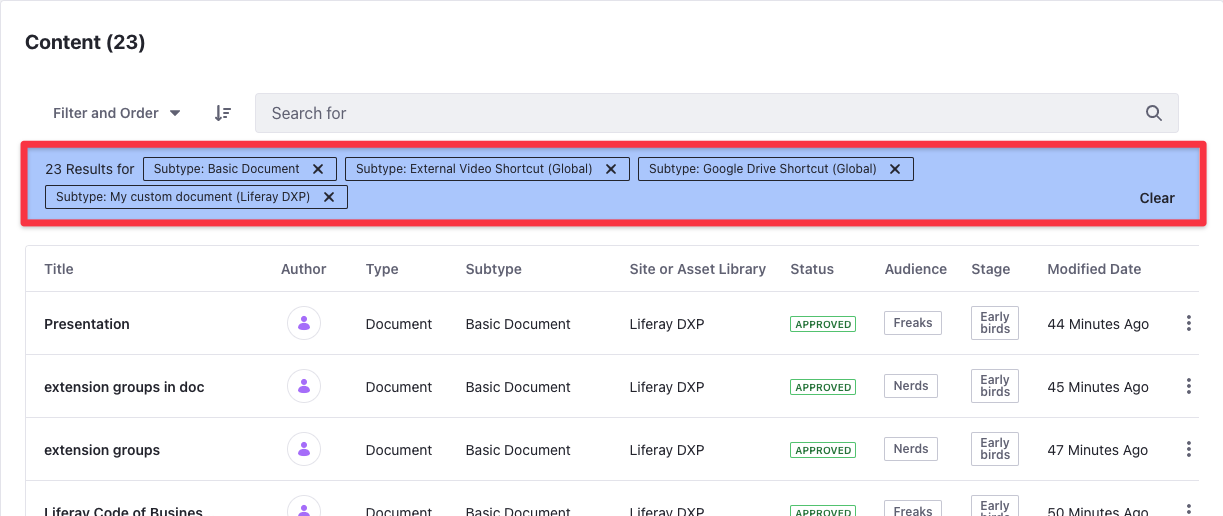 Content (23)
Filter and Order
Search for
23 Results for Subtype: Basic Document Subtype: External Video Shortcut (Global) Subtype: Google Drive Shortcut (Global)
Subtype: My custom document (Liferay DXP) Clear
Title Author Type Subtype Site or Asset Library Status Audience Stage Modified Date
Presentation Document Basic Document Liferay DXP APPROVED Freaks Early birds 44 Minutes Ago
extension groups in doc Document Basic Document Liferay DXP APPROVED Nerds Early birds 45 Minutes Ago
extension groups Document Basic Document Liferay DXP APPROVED Nerds Early birds 47 Minutes Ago
Liferay Code of Busines Document Basic Document Liferay DXP APPROVED Freaks Early birds 50 Minutes Ago